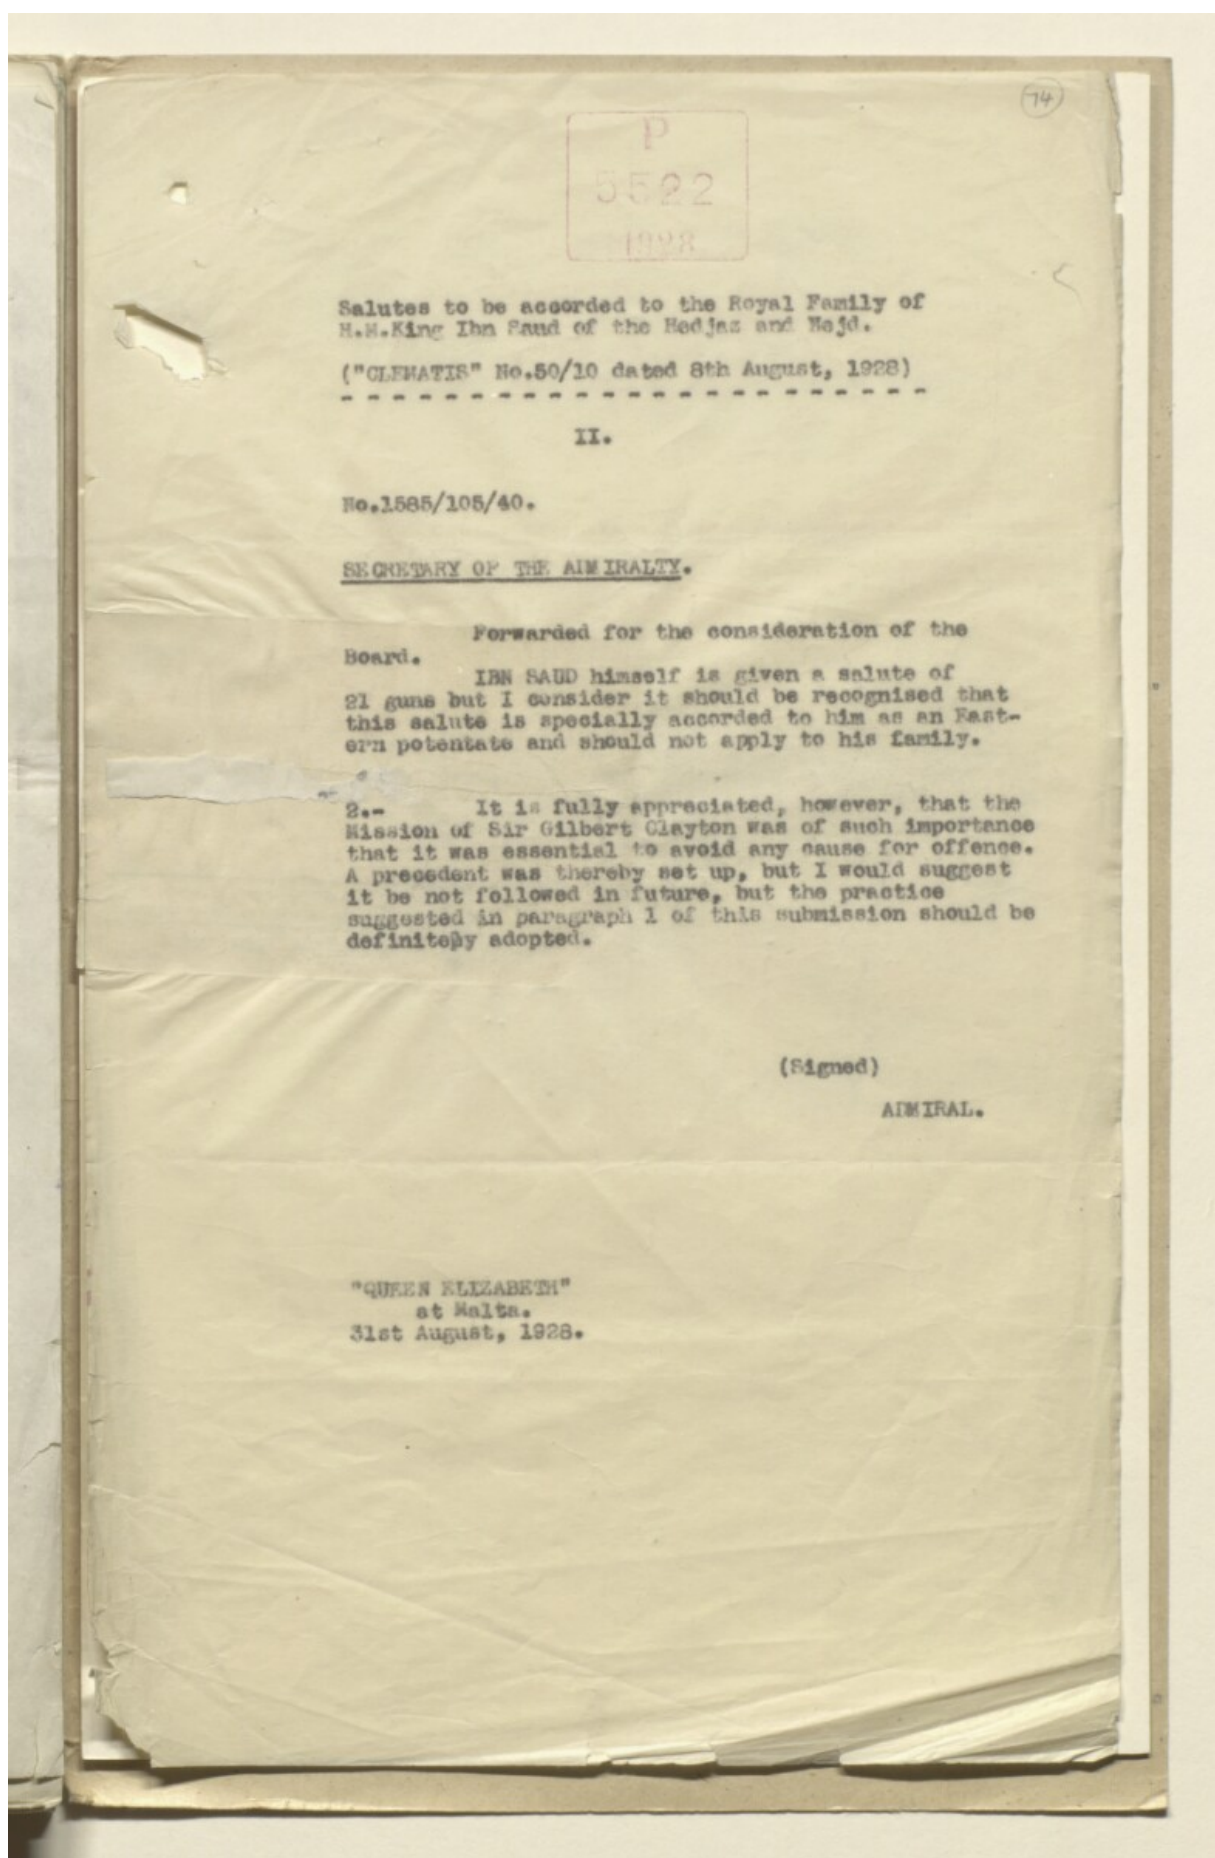 74
P
5522
1928
Salutes to be accorded to the Royal Family of
H.M.King Ibn Saud of the Hedjaz and Nejd.
("CLEMATIS" No.50/10 dated 8th August, 1928)
- - - - - - - - - - - - - - - - - - - - - - -
II.
No.1585/105/40.
SECRETARY OF THE ADMIRALTY.
Forwarded for the consideration of the
Board.
IBN SAUD himself is given a salute of
21 guns but I consider it should be recognised that
this salute is specially accorded to him as an East-
ern potentate and should not apply to his family.
2.- It is fully appreciated, however, that the
Mission of Sir Gilbert Clayton was of such importance
that it was essential to avoid any cause for offence.
A precedent was thereby set up, but I would suggest
it be not followed in future, but the practice
suggested in paragraph 1 of this submission should be
definitely adopted.
(Signed)
ADMIRAL.
"QUEEN ELIZABETH"
at Malta.
31st August, 1928.